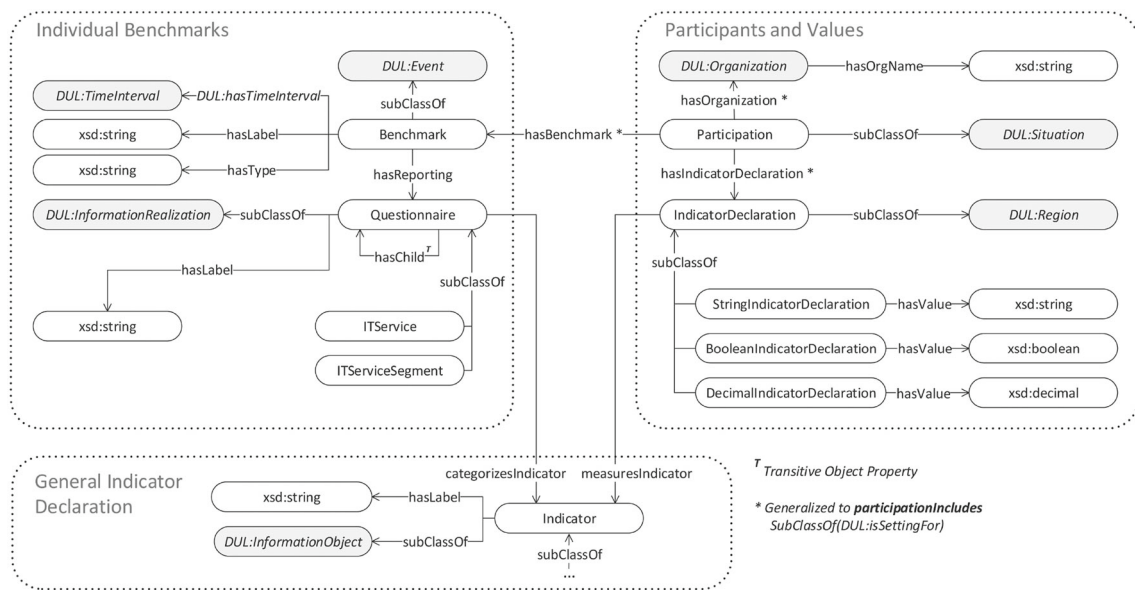 Individual Benchmarks
DUL:Event
subClassOf
DUL:TimeInterval
DUL:hasTimeInterval
xsd:string
hasLabel
Benchmark
xsd:string
hasType
hasReporting
DUL:InformationRealization
subClassOf
Questionnaire
hasChild
T
hasLabel
subClassOf
xsd:string
ITService
ITServiceSegment
hasBenchmark *
Participants and Values
DUL:Organization
hasOrgName
xsd:string
hasOrganization *
Participation
subClassOf
DUL:Situation
hasIndicatorDeclaration *
IndicatorDeclaration
subClassOf
DUL:Region
subClassOf
StringIndicatorDeclaration
hasValue
xsd:string
BooleanIndicatorDeclaration
hasValue
xsd:boolean
DecimalIndicatorDeclaration
hasValue
xsd:decimal
General Indicator
Declaration
categorizesIndicator
measuresIndicator
xsd:string
hasLabel
Indicator
DUL:InformationObject
subClassOf
subClassOf
...
T Transitive Object Property
* Generalized to participationIncludes
SubClassOf(DUL:isSettingFor)